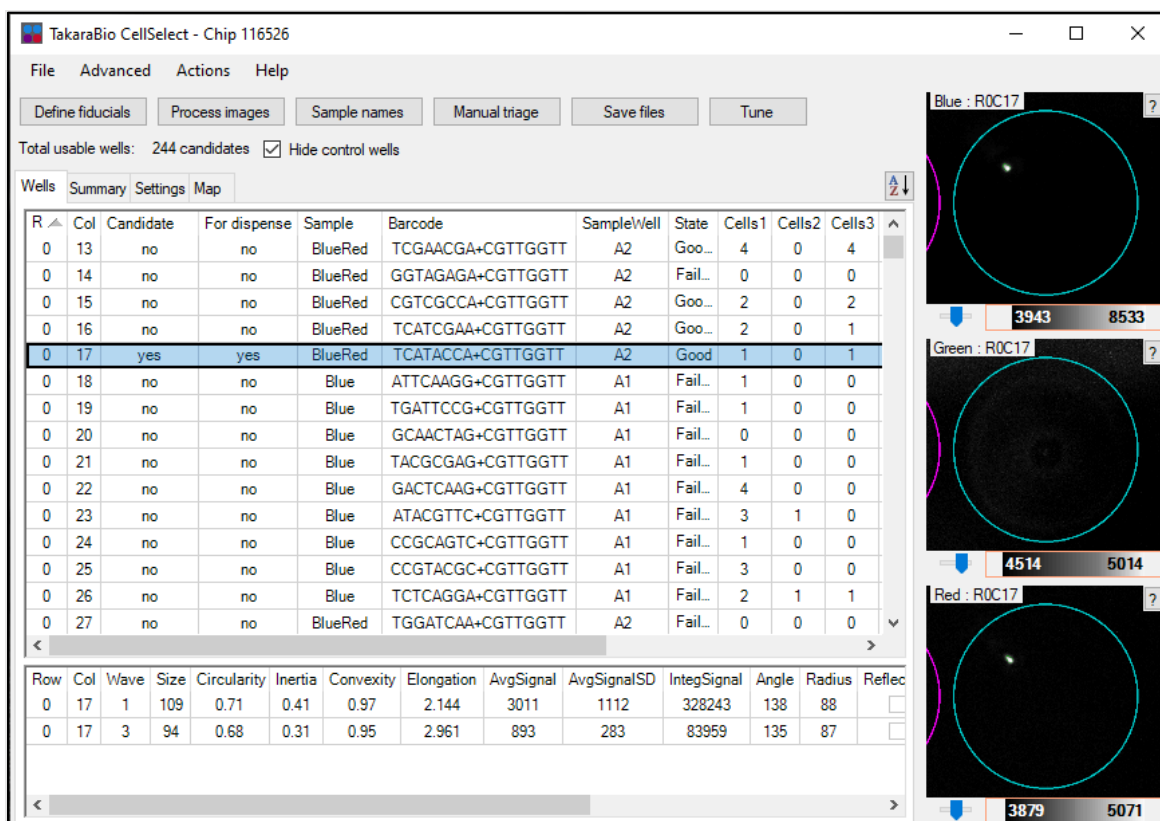 TakaraBio CellSelect - Chip 116526
File Advanced Actions Help
Define fiducials Process images Sample names Manual triage Save files Tune
Total usable wells: 244 candidates Hide control wells
Wells Summary Settings Map
R Col Candidate For dispense Sample Barcode SampleWell State Cells1 Cells2 Cells3
0 13 no no BlueRed TCGAACGA+CGTTGGTT A2 Goo... 4 0 4
0 14 no no BlueRed GGTAGAGA+CGTTGGTT A2 Fail... 0 0 0
0 15 no no BlueRed CGTCGCCA+CGTTGGTT A2 Goo... 2 0 2
0 16 no no BlueRed TCATCGAA+CGTTGGTT A2 Goo... 2 0 1
0 17 yes yes BlueRed TCATACCA+CGTTGGTT A2 Good 1 0 1
0 18 no no Blue ATTCAAGG+CGTTGGTT A1 Fail... 1 0 0
0 19 no no Blue TGATTCCG+CGTTGGTT A1 Fail... 1 0 0
0 20 no no Blue GCAACTAG+CGTTGGTT A1 Fail... 0 0 0
0 21 no no Blue TACGCGAG+CGTTGGTT A1 Fail... 1 0 0
0 22 no no Blue GACTCAAG+CGTTGGTT A1 Fail... 4 0 0
0 23 no no Blue ATACGTTC+CGTTGGTT A1 Fail... 3 1 0
0 24 no no Blue CCGCAGTC+CGTTGGTT A1 Fail... 1 0 0
0 25 no no Blue CCGTACGC+CGTTGGTT A1 Fail... 3 0 0
0 26 no no Blue TCTCAGGA+CGTTGGTT A1 Fail... 2 1 1
0 27 no no BlueRed TGGATCAA+CGTTGGTT A2 Fail... 0 0 0
Row Col Wave Size Circularity Inertia Convexity Elongation AvgSignal AvgSignalSD IntegSignal Angle Radius Reflec
0 17 1 109 0.71 0.41 0.97 2.144 3011 1112 328243 138 88
0 17 3 94 0.68 0.31 0.95 2.961 893 283 83959 135 87
Blue : R0C17 ?
3943 8533
Green : R0C17 ?
4514 5014
Red : R0C17 ?
3879 5071